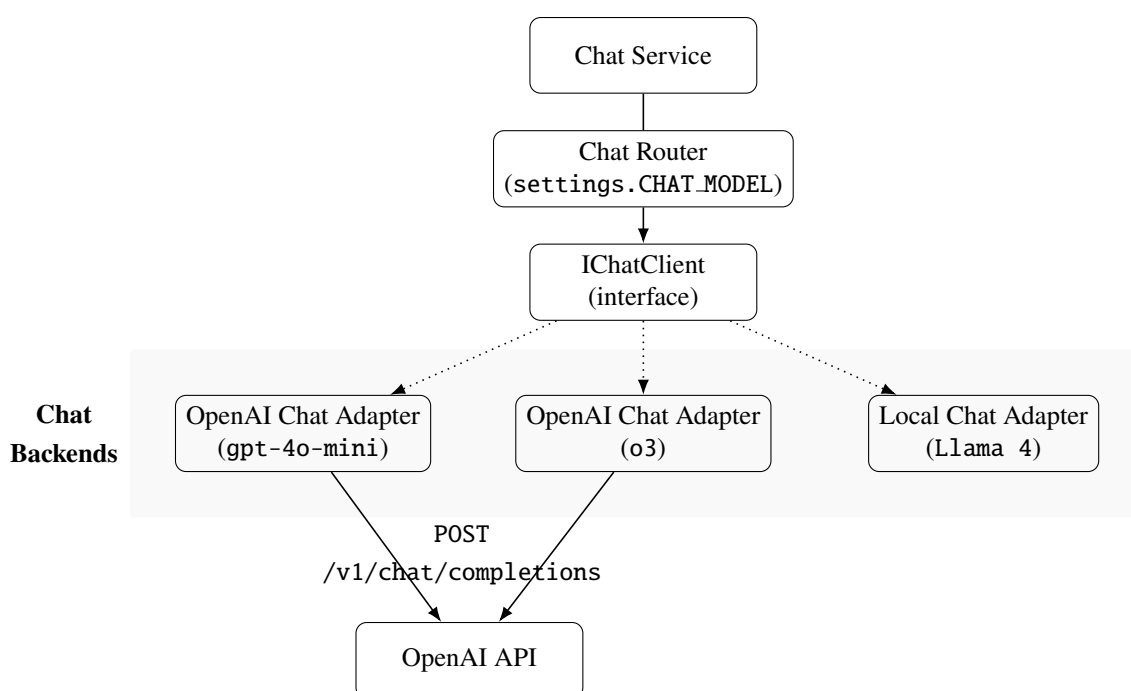 Chat Service
Chat Router
(settings.CHAT_MODEL)
IChatClient
(interface)
Chat
Backends
OpenAI Chat Adapter
(gpt-4o-mini)
OpenAI Chat Adapter
(o3)
Local Chat Adapter
(Llama 4)
POST
/v1/chat/completions
OpenAI API